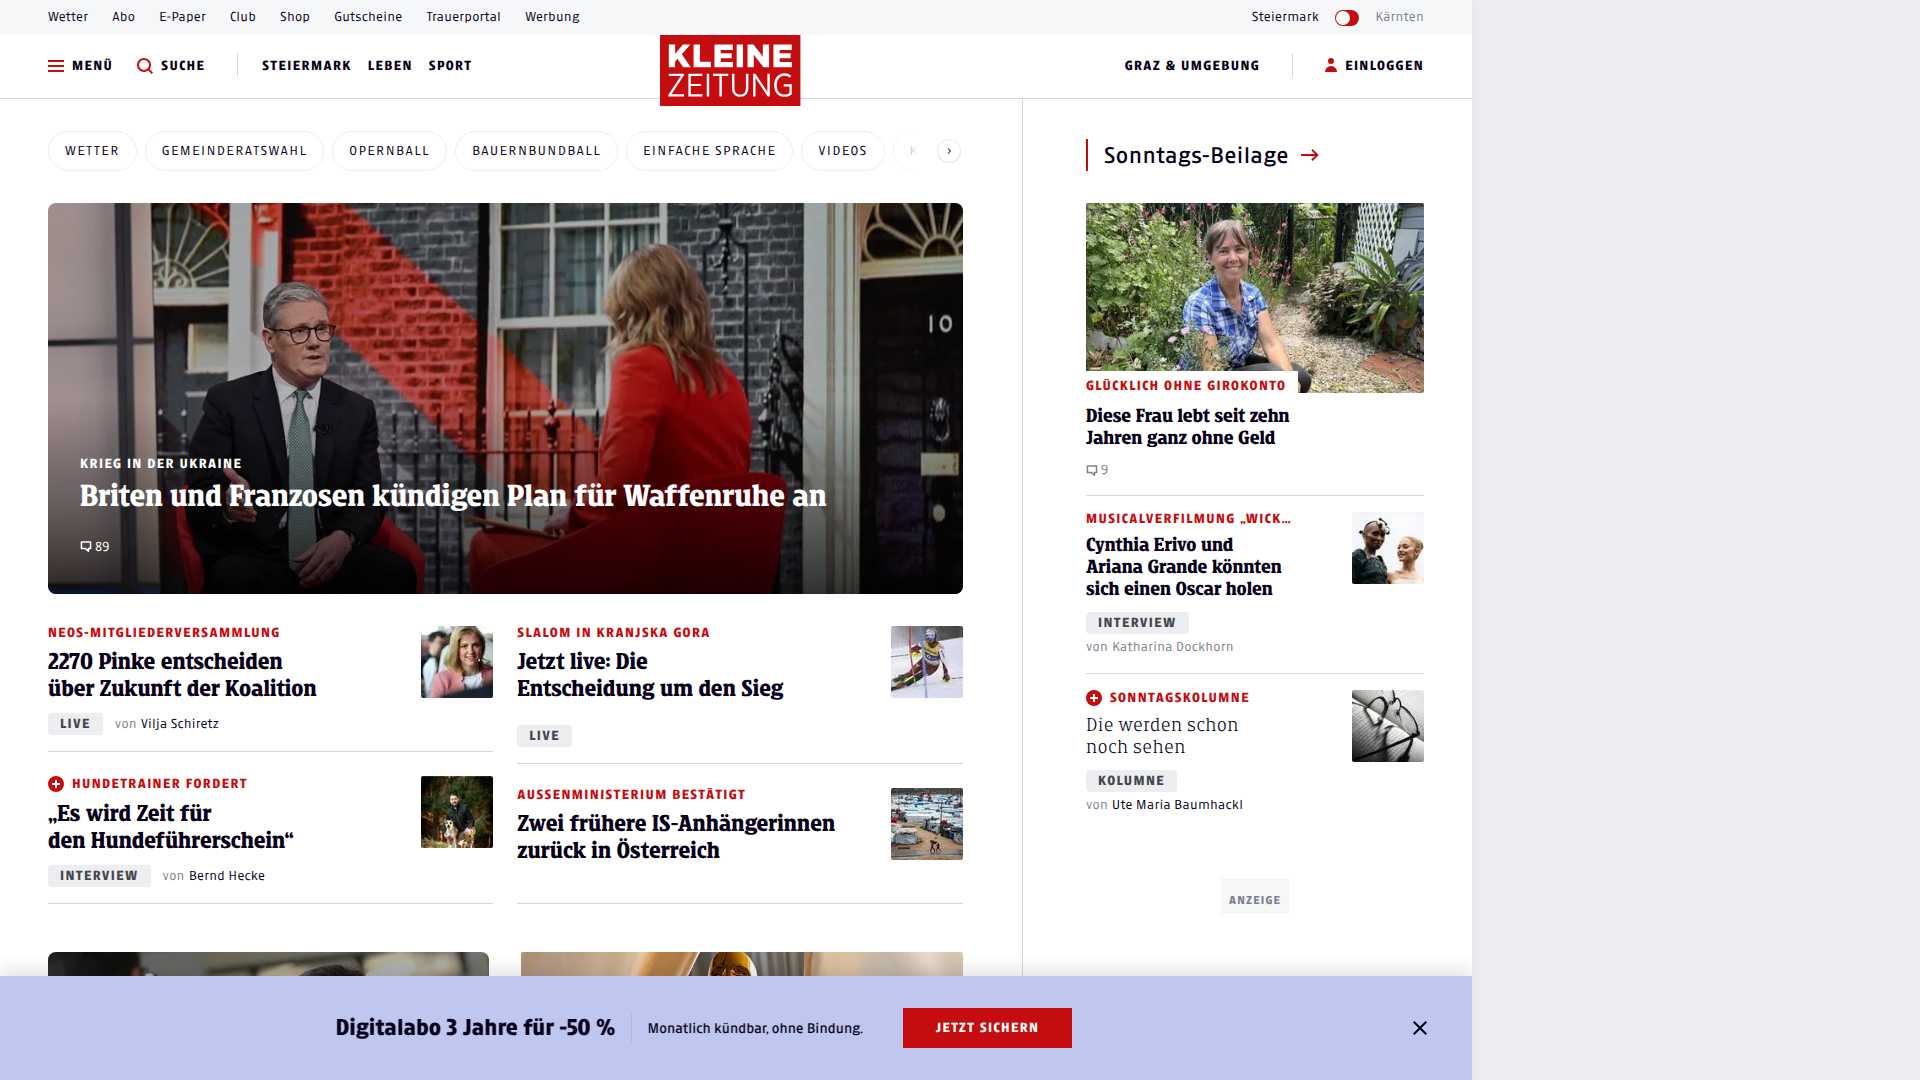 Wetter Abo E-Paper Club Shop Gutscheine Trauerportal Werbung Steiermark Kärnten
MENÜ SUCHE STEIERMARK LEBEN SPORT KLEINE ZEITUNG GRAZ & UMGEBUNG EINLOGGEN
WETTER GEMEINDERATSWAHL OPERNBALL BAUERNBUNDBALL EINFACHE SPRACHE VIDEOS K
10
KRIEG IN DER UKRAINE
Briten und Franzosen kündigen Plan für Waffenruhe an
89
NEOS-MITGLIEDERVERSAMMLUNG
2270 Pinke entscheiden
über Zukunft der Koalition
LIVE von Vilja Schiretz
HUNDETRAINER FORDERT
„Es wird Zeit für
den Hundeführerschein“
INTERVIEW von Bernd Hecke
SLALOM IN KRANJSKA GORA
Jetzt live: Die
Entscheidung um den Sieg
LIVE
AUSSENMINISTERIUM BESTÄTIGT
Zwei frühere IS-Anhängerinnen
zurück in Österreich
Sonntags-Beilage
GLÜCKLICH OHNE GIROKONTO
Diese Frau lebt seit zehn
Jahren ganz ohne Geld
9
MUSICALVERFILMUNG „WICK…
Cynthia Erivo und
Ariana Grande könnten
sich einen Oscar holen
INTERVIEW
von Katharina Dockhorn
SONNTAGSKOLUMNE
Die werden schon
noch sehen
KOLUMNE
von Ute Maria Baumhackl
ANZEIGE
Digitalabo 3 Jahre für -50 % Monatlich kündbar, ohne Bindung. JETZT SICHERN